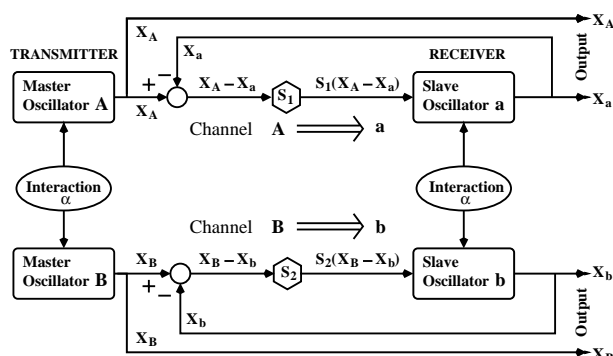 X_A
TRANSMITTER
X_A
X_a
RECEIVER
Output
Master
Oscillator A
+
−
X_A − X_a
S_1
S_1(X_A − X_a)
Slave
Oscillator a
X_A
X_a
Channel A ⟹ a
Interaction
α
Interaction
α
Channel B ⟹ b
Master
Oscillator B
X_B
+
−
X_B − X_b
S_2
S_2(X_B − X_b)
Slave
Oscillator b
X_b
X_b
Output
X_B
X_B